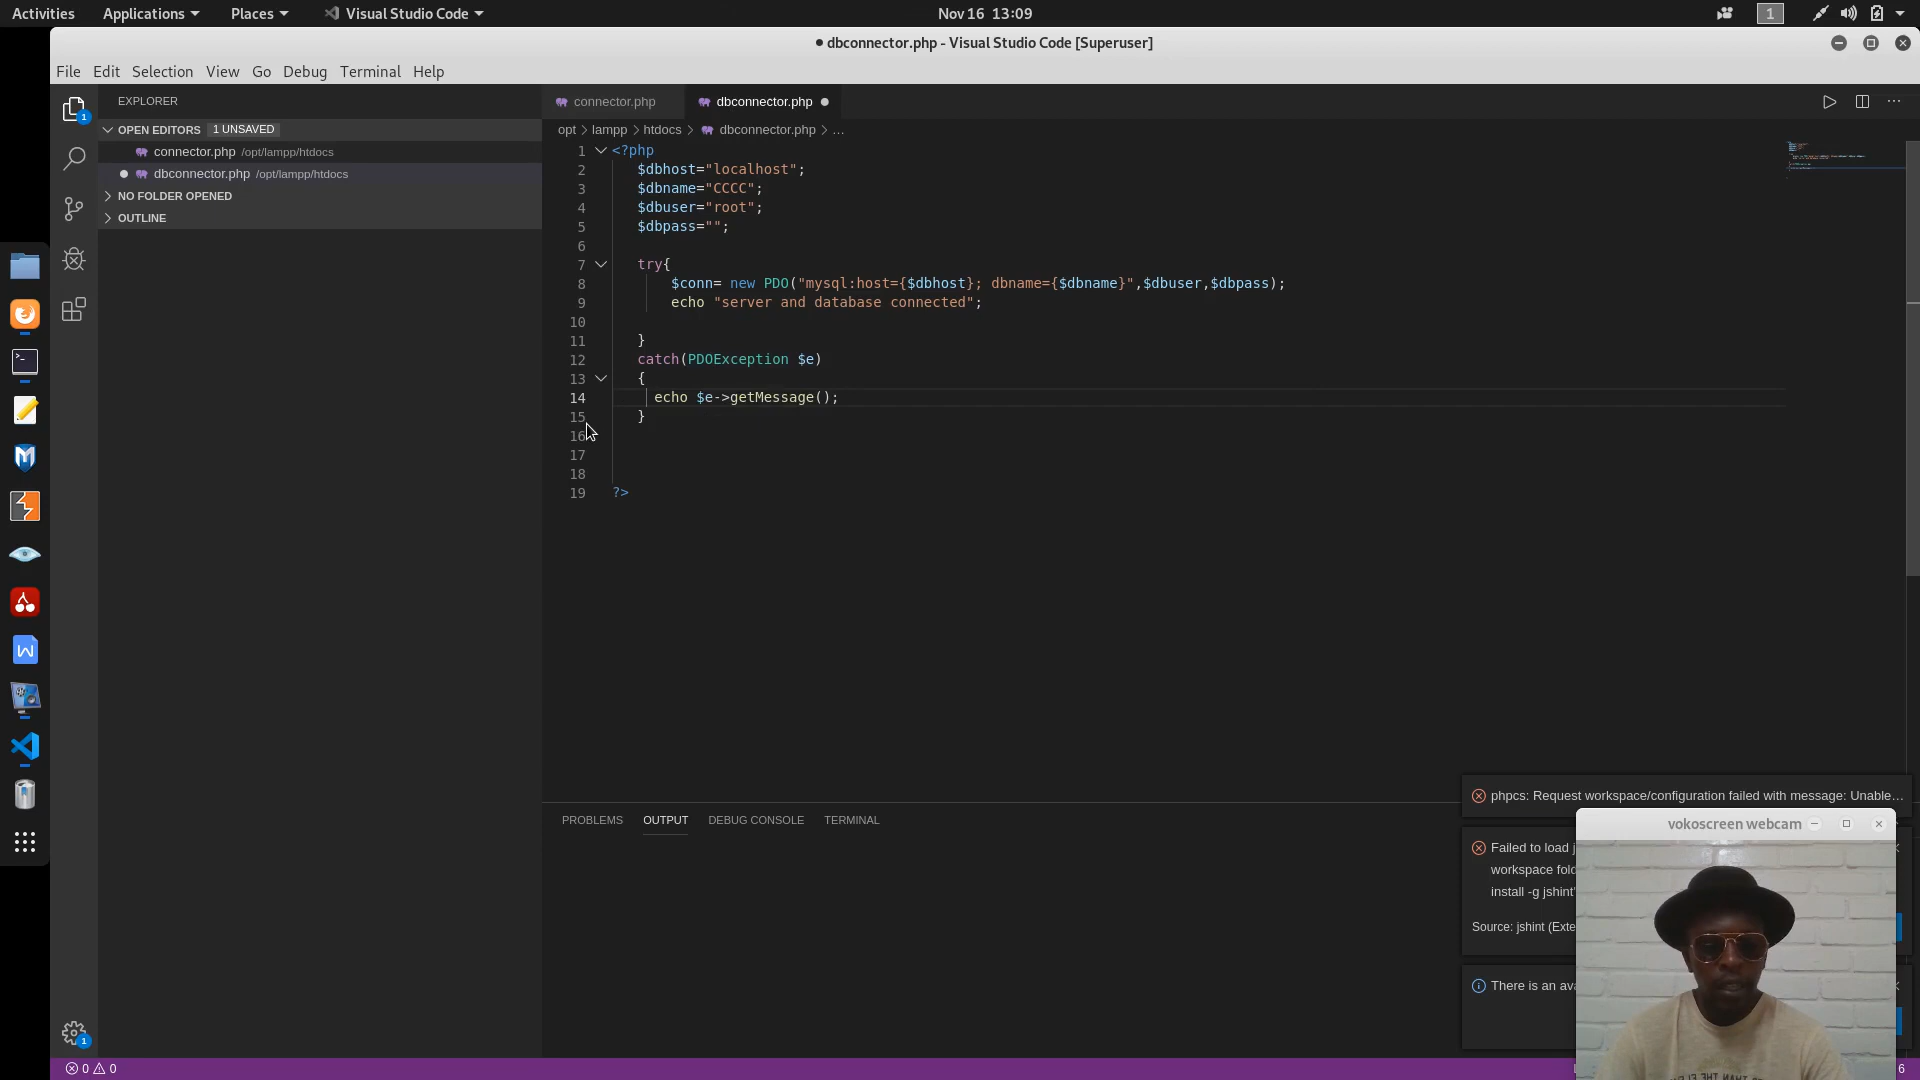 Activities Applications Places Visual Studio Code Nov 16 13:09 1
● dbconnector.php - Visual Studio Code [Superuser]
File Edit Selection View Go Debug Terminal Help
EXPLORER
OPEN EDITORS 1 UNSAVED
connector.php /opt/lampp/htdocs
dbconnector.php /opt/lampp/htdocs
NO FOLDER OPENED
OUTLINE
1
1
connector.php dbconnector.php
opt > lampp > htdocs > dbconnector.php > ...
1 <?php
2 $dbhost="localhost";
3 $dbname="CCCC";
4 $dbuser="root";
5 $dbpass="";
6
7 try{
8 $conn= new PDO("mysql:host={$dbhost}; dbname={$dbname}",$dbuser,$dbpass);
9 echo "server and database connected";
10
11 }
12 catch(PDOException $e)
13 {
14 echo $e->getMessage();
15 }
16
17
18
19 ?>
PROBLEMS OUTPUT DEBUG CONSOLE TERMINAL
phpcs: Request workspace/configuration failed with message: Unable...
vokoscreen webcam
Failed to load j
workspace fold
install -g jshint'
Source: jshint (Exte
There is an ava
0 0
6